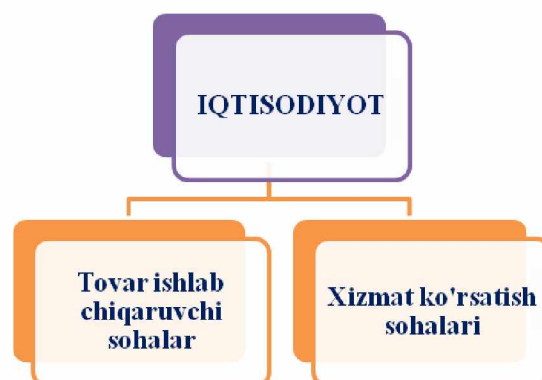 IQTISODIYOT
Tovar ishlab
chiqaruvchi
sohalar
Xizmat ko'rsatish
sohalari